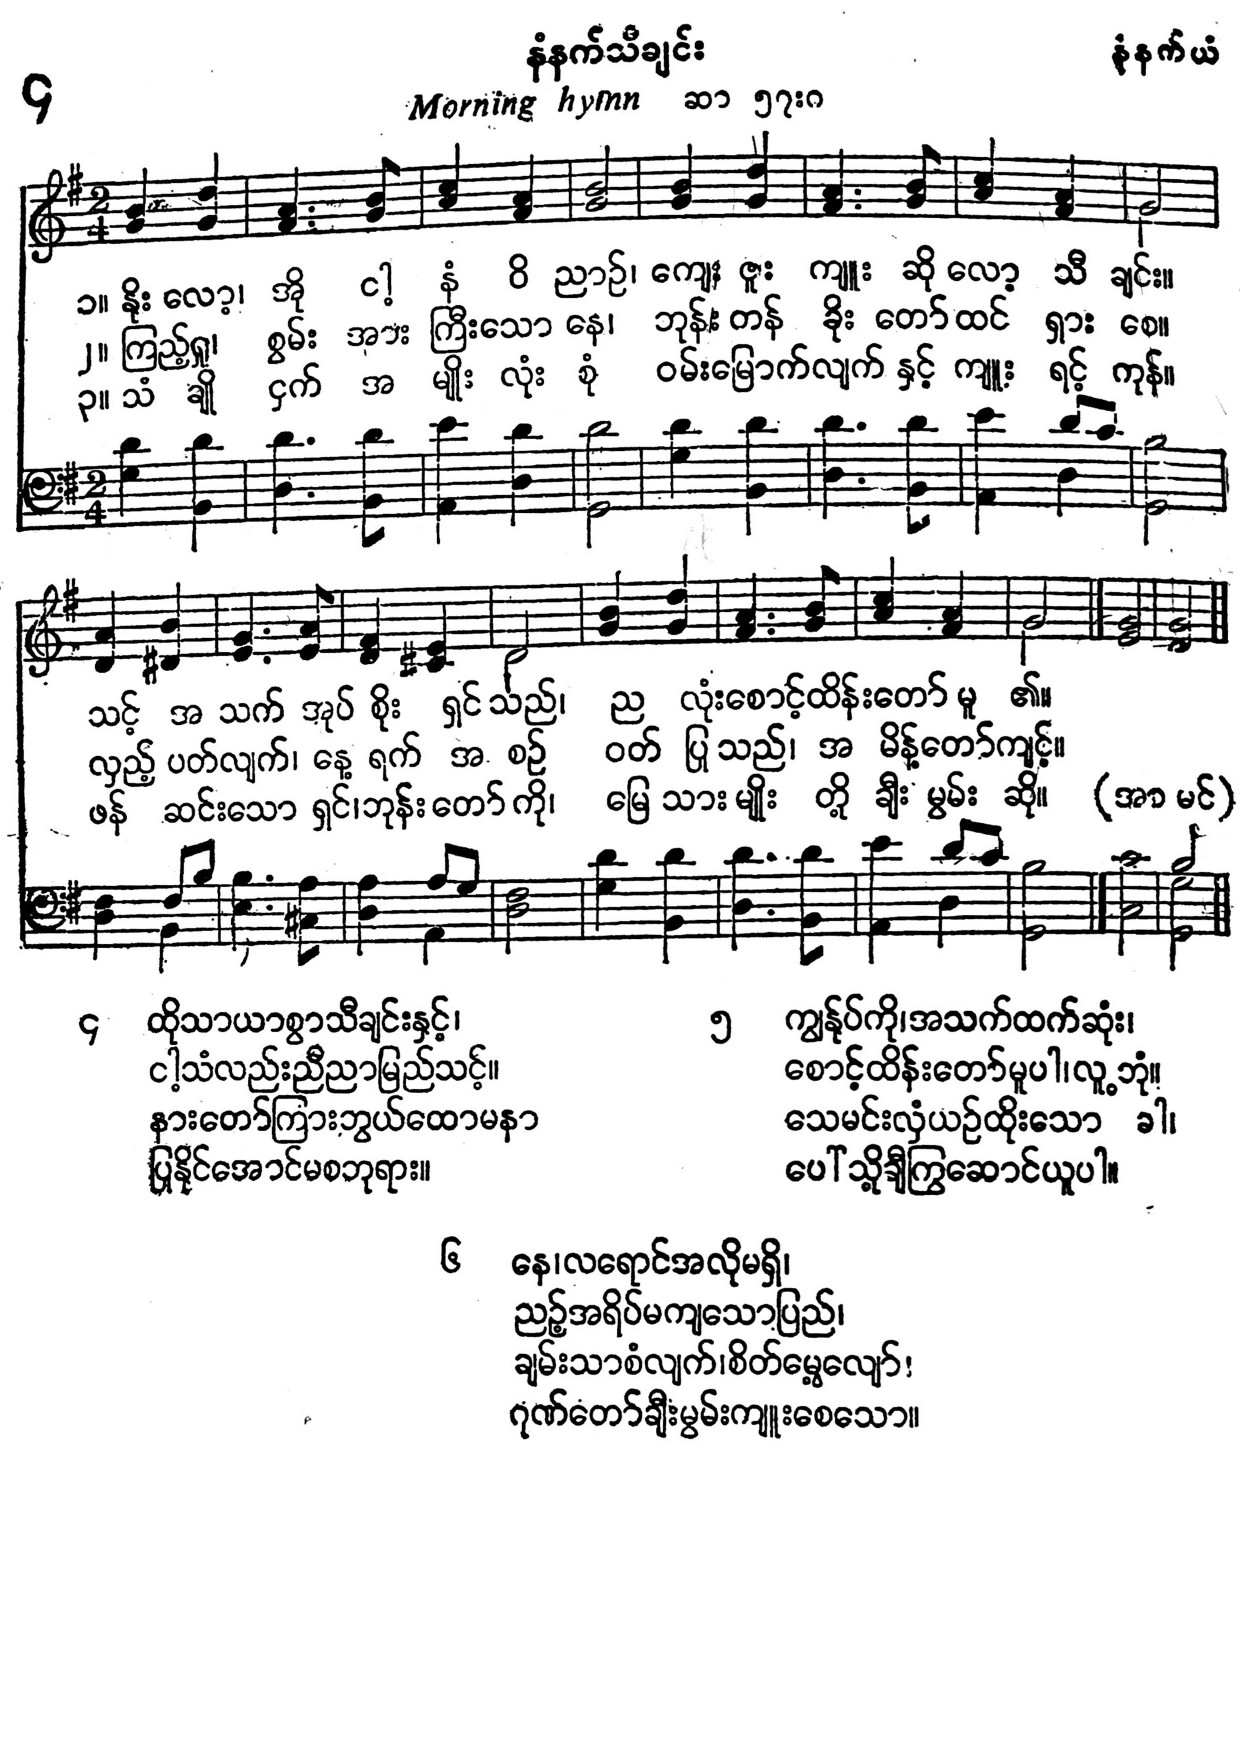 နံနက်သီချင်း
နံနက်ယံ
၄
Morning hymn ဆာ ၅၇း၈
၁။ နိုး လော့၊ အို ငါ့ နံ ဝိ ညာဉ်၊ ကျေး ဇူး ကျူး ဆို လော့ သီ ချင်း။
၂။ ကြည့်ရှု၊ စွမ်း အား ကြီးသော နေ၊ ဘုန်း တန် ခိုး တော်ထင် ရှား စေ။
၃။ သံ ချို ငှက် အ မျိုး လုံး စုံ ဝမ်းမြောက်လျက် နှင့် ကျူး ရင့် ကုန်။
သင့် အ သက် အုပ် စိုး ရှင် သည်၊ ည လုံးစောင့်ထိန်းတော် မူ ၏။
လှည့် ပတ်လျက်၊ နေ့ ရက် အ စဉ် ဝတ် ပြု သည်၊ အ မိန့်တော်ကျင့်။
ဖန် ဆင်းသော ရှင်၊ဘုန်းတော် ကို၊ မြေ သား မျိုး တို့ ချီး မွမ်း ဆို။ (အာ မင်)
၄ ထိုသာယာစွာသီချင်းနှင့်၊
ငါ့သံလည်းညီညာမြည်သင့်။
နားတော်ကြားဘွယ်ထောမနာ
ပြုနိုင်အောင်မစဘုရား။
၅ ကျွန်ုပ်ကို၊အသက်ထက်ဆုံး၊
စောင့်ထိန်းတော်မူပါ၊လူ့ဘုံ။
သေမင်းလှံယဉ်ထိုးသော ခါ၊
ပေါ်သို့ချီကြွဆောင်ယူပါ။
၆ နေ၊လရောင်အလိုမရှိ၊
ညဉ့်အရိပ်မကျသောပြည်၊
ချမ်းသာစံလျက်၊စိတ်မွေ့လျော်၊
ဂုဏ်တော်ချီးမွမ်းကျူးစေသော။